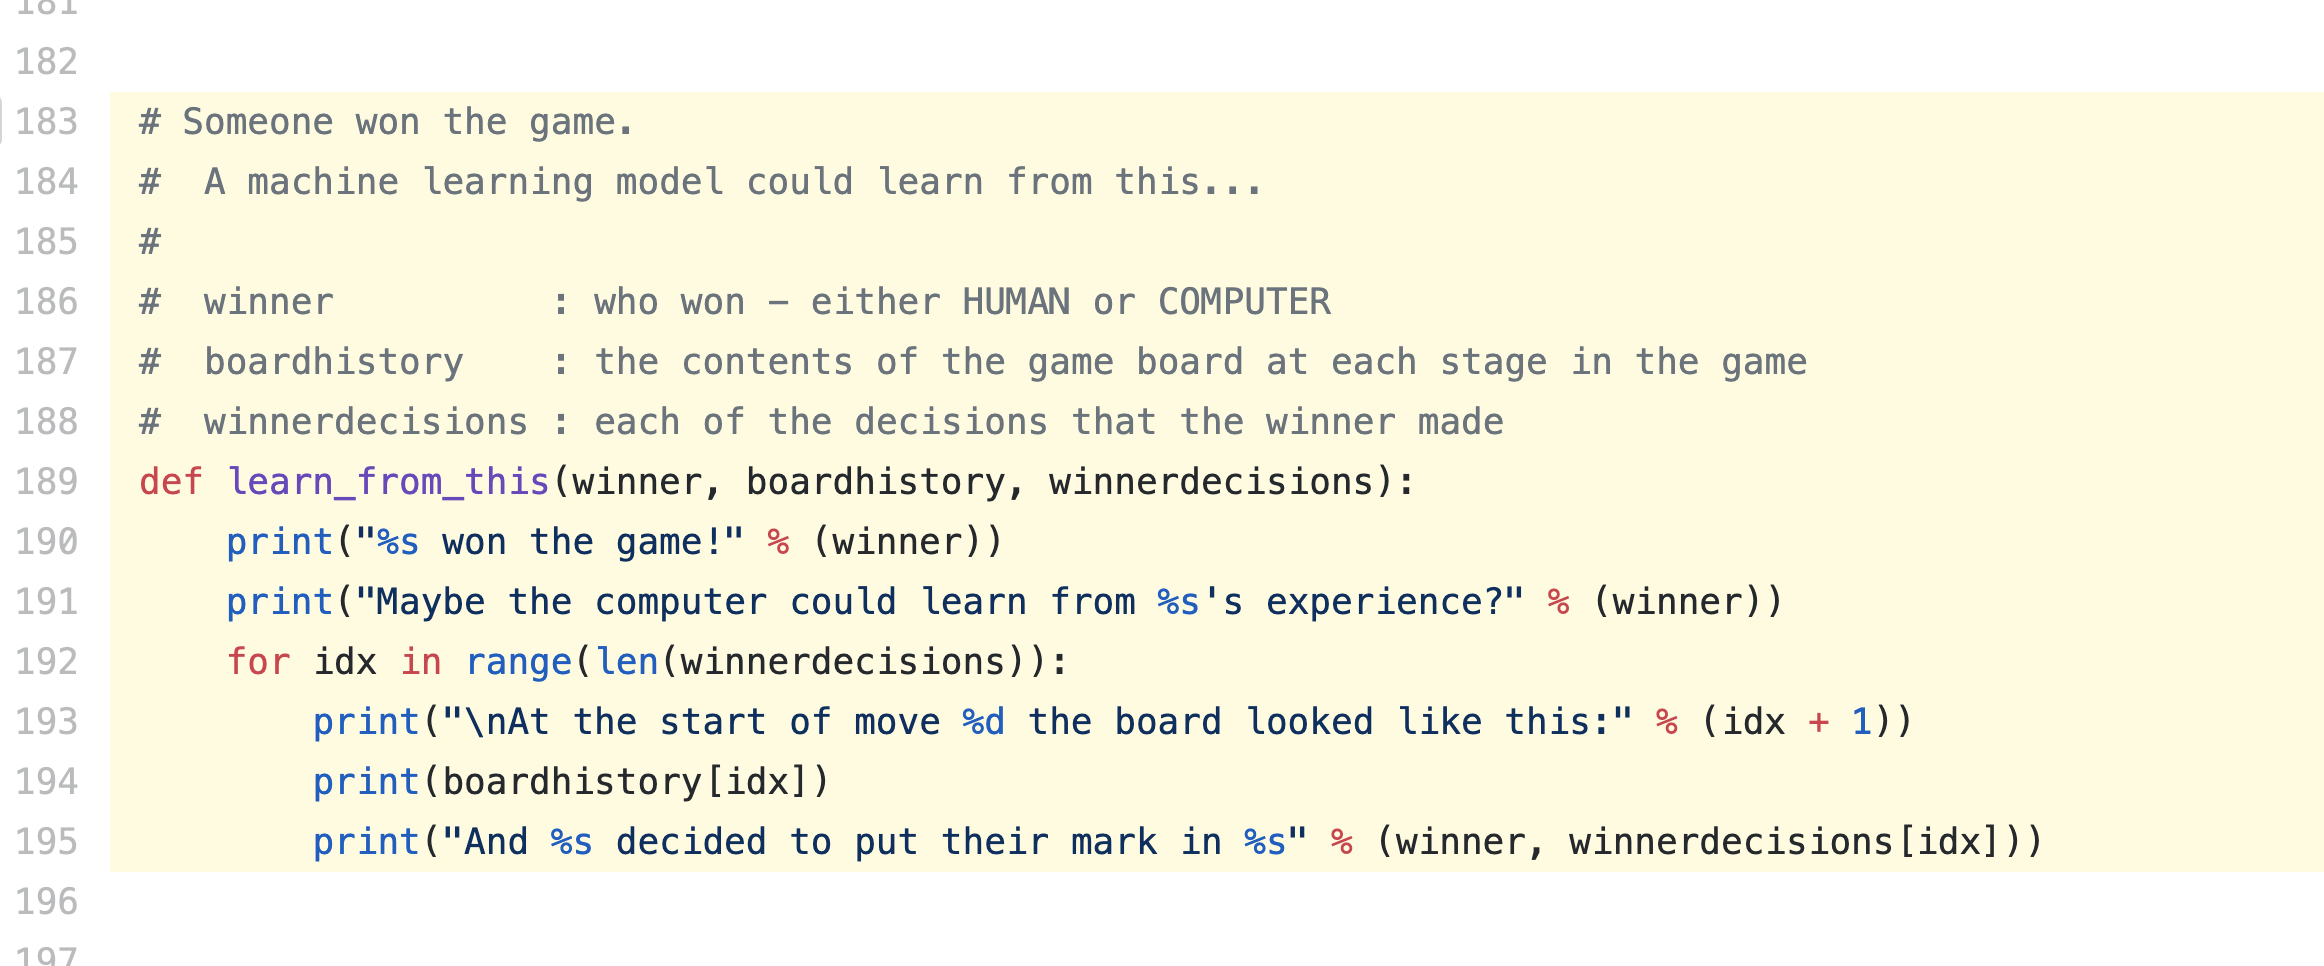 181
182
183 # Someone won the game.
184 #  A machine learning model could learn from this...
185 #
186 #  winner          : who won – either HUMAN or COMPUTER
187 #  boardhistory    : the contents of the game board at each stage in the game
188 #  winnerdecisions : each of the decisions that the winner made
189 def learn_from_this(winner, boardhistory, winnerdecisions):
190     print("%s won the game!" % (winner))
191     print("Maybe the computer could learn from %s's experience?" % (winner))
192     for idx in range(len(winnerdecisions)):
193         print("\nAt the start of move %d the board looked like this:" % (idx + 1))
194         print(boardhistory[idx])
195         print("And %s decided to put their mark in %s" % (winner, winnerdecisions[idx]))
196
197